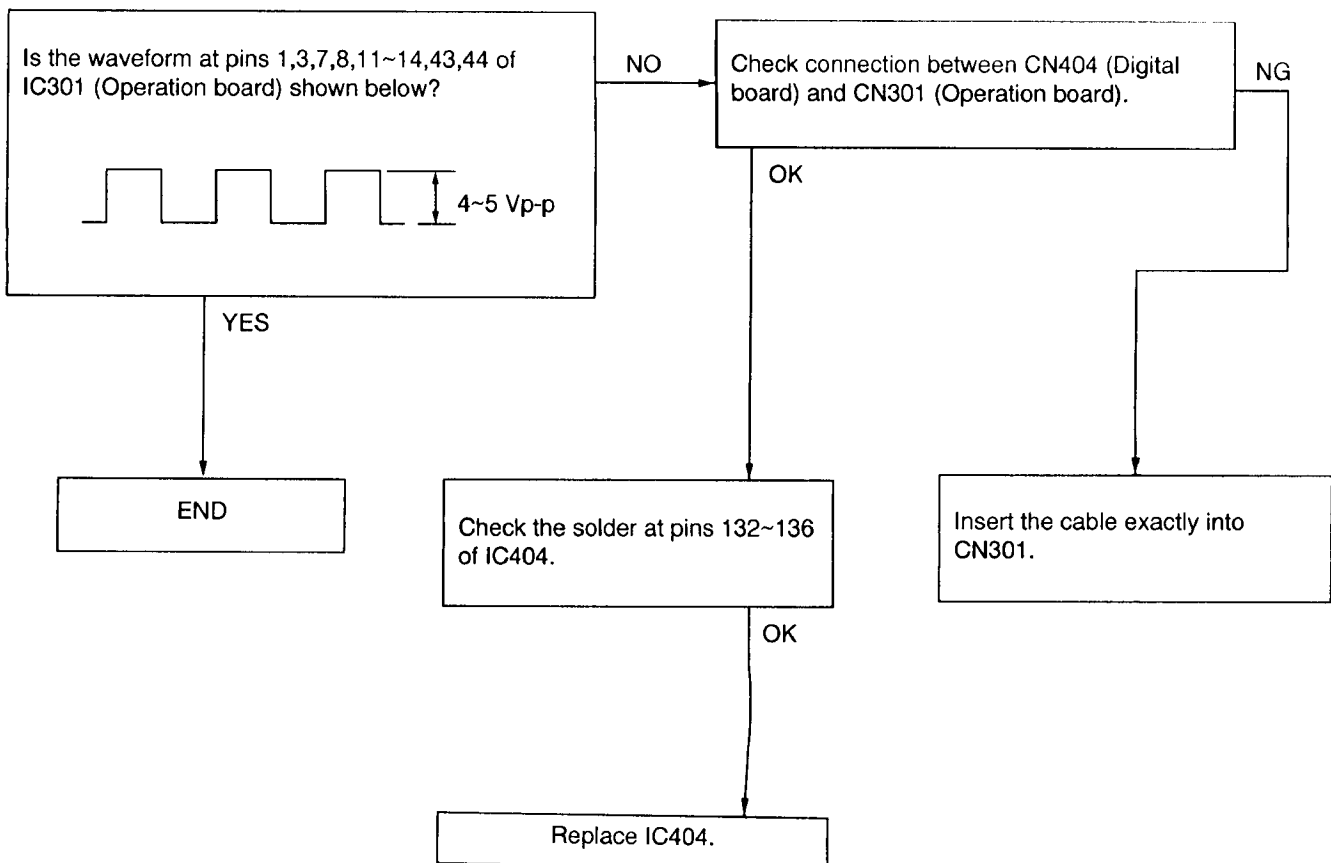 Is the waveform at pins 1,3,7,8,11~14,43,44 of
IC301 (Operation board) shown below?
4~5 Vp-p
NO
Check connection between CN404 (Digital
board) and CN301 (Operation board).
NG
OK
YES
END
Check the solder at pins 132~136
of IC404.
Insert the cable exactly into
CN301.
OK
Replace IC404.